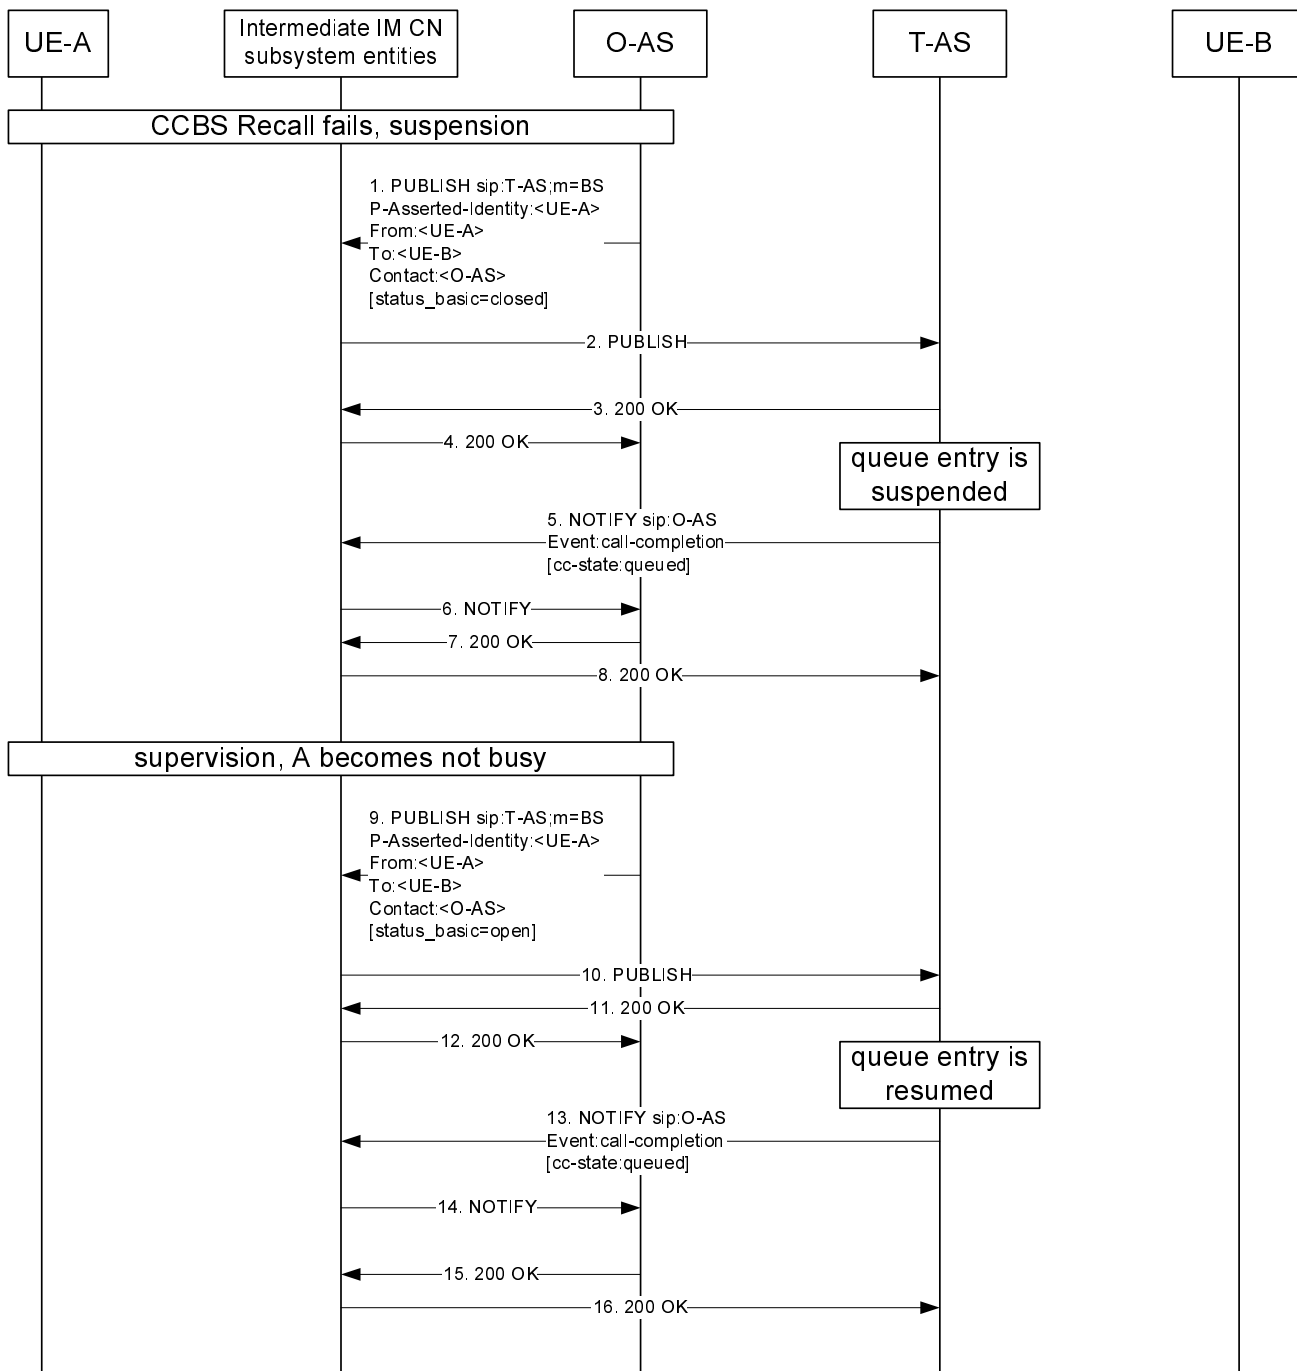 UE-A
Intermediate IM CN
subsystem entities
O-AS
T-AS
UE-B
CCBS Recall fails, suspension
1. PUBLISH sip:T-AS;m=BS
P-Asserted-Identity:<UE-A>
From:<UE-A>
To:<UE-B>
Contact:<O-AS>
[status_basic=closed]
2. PUBLISH
3. 200 OK
4. 200 OK
queue entry is
suspended
5. NOTIFY sip:O-AS
Event:call-completion
[cc-state:queued]
6. NOTIFY
7. 200 OK
8. 200 OK
supervision, A becomes not busy
9. PUBLISH sip:T-AS;m=BS
P-Asserted-Identity:<UE-A>
From:<UE-A>
To:<UE-B>
Contact:<O-AS>
[status_basic=open]
10. PUBLISH
11. 200 OK
12. 200 OK
queue entry is
resumed
13. NOTIFY sip:O-AS
Event:call-completion
[cc-state:queued]
14. NOTIFY
15. 200 OK
16. 200 OK